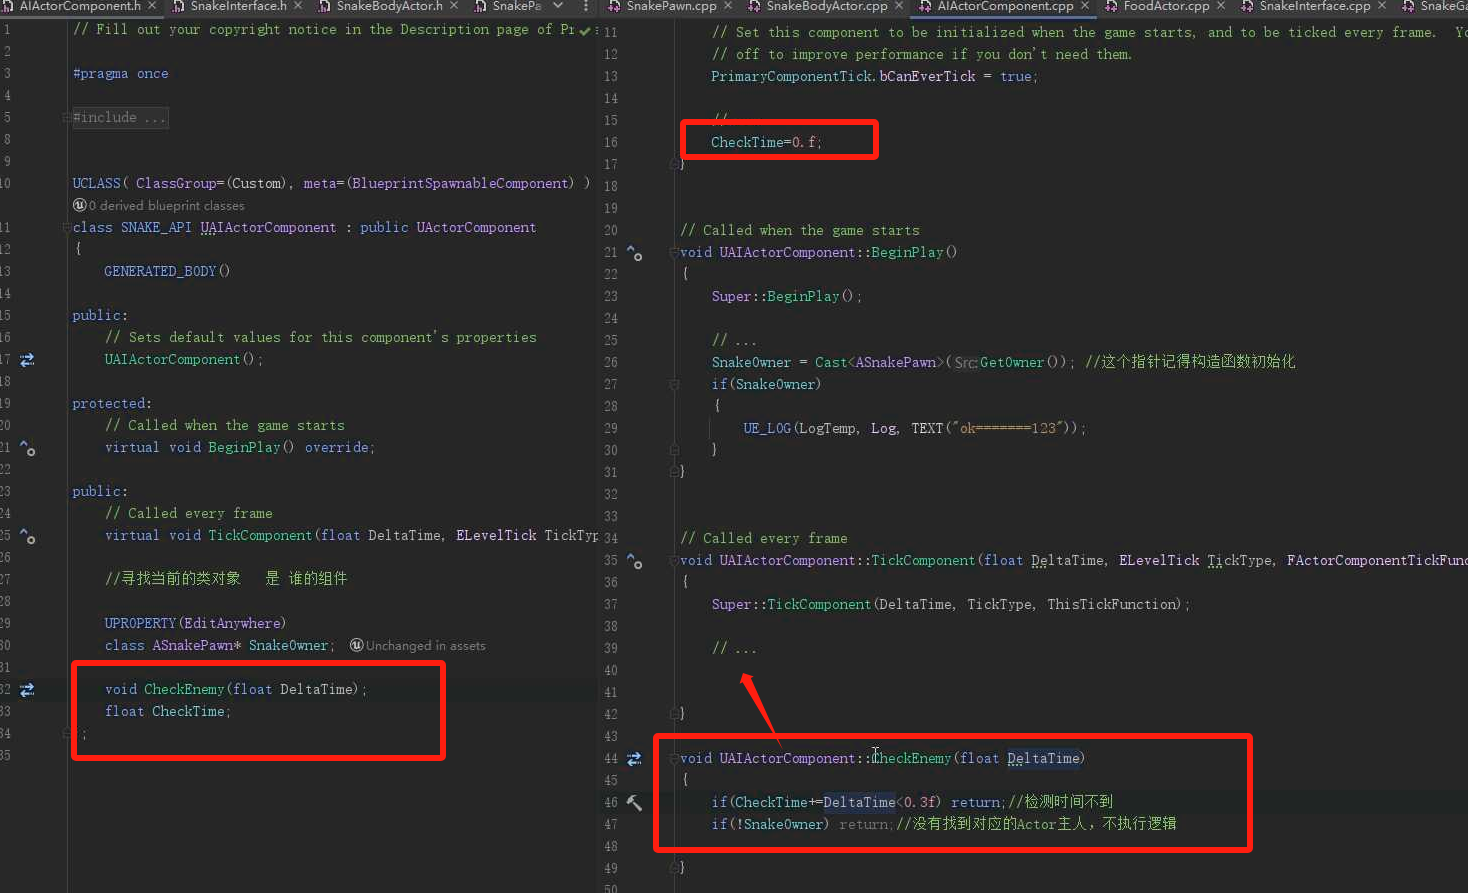 AIActorComponent.h
SnakeInterface.h
SnakeBodyActor.h
SnakePa
1 // Fill out your copyright notice in the Description page of Pr
2
3 #pragma once
4
5 #include ...
8
9
10 UCLASS( ClassGroup=(Custom), meta=(BlueprintSpawnableComponent) )
0 derived blueprint classes
11 class SNAKE_API UAIActorComponent : public UActorComponent
12 {
13 GENERATED_BODY()
14
15 public:
16 // Sets default values for this component's properties
17 UAIActorComponent();
18
19 protected:
20 // Called when the game starts
21 virtual void BeginPlay() override;
22
23 public:
24 // Called every frame
25 virtual void TickComponent(float DeltaTime, ELevelTick TickTyp
26
27 //寻找当前的类对象 是 谁的组件
28
29 UPROPERTY(EditAnywhere)
30 class ASnakePawn* SnakeOwner; Unchanged in assets
31
32 void CheckEnemy(float DeltaTime);
33 float CheckTime;
34 ;
35
SnakePawn.cpp
SnakeBodyActor.cpp
AIActorComponent.cpp
FoodActor.cpp
SnakeInterface.cpp
SnakeGa
11 // Set this component to be initialized when the game starts, and to be ticked every frame. Yo
12 // off to improve performance if you don't need them.
13 PrimaryComponentTick.bCanEverTick = true;
14
15 //
16 CheckTime=0.f;
17 }
18
19
20 // Called when the game starts
21 void UAIActorComponent::BeginPlay()
22 {
23 Super::BeginPlay();
24
25 // ...
26 SnakeOwner = Cast<ASnakePawn>(Src:GetOwner()); //这个指针记得构造函数初始化
27 if(SnakeOwner)
28 {
29 UE_LOG(LogTemp, Log, TEXT("ok=======123"));
30 }
31 }
32
33
34 // Called every frame
35 void UAIActorComponent::TickComponent(float DeltaTime, ELevelTick TickType, FActorComponentTickFunc
36 {
37 Super::TickComponent(DeltaTime, TickType, ThisTickFunction);
38
39 // ...
40
41
42 }
43
44 void UAIActorComponent::CheckEnemy(float DeltaTime)
45 {
46 if(CheckTime+=DeltaTime<0.3f) return;//检测时间不到
47 if(!SnakeOwner) return;//没有找到对应的Actor主人，不执行逻辑
48
49 }
50